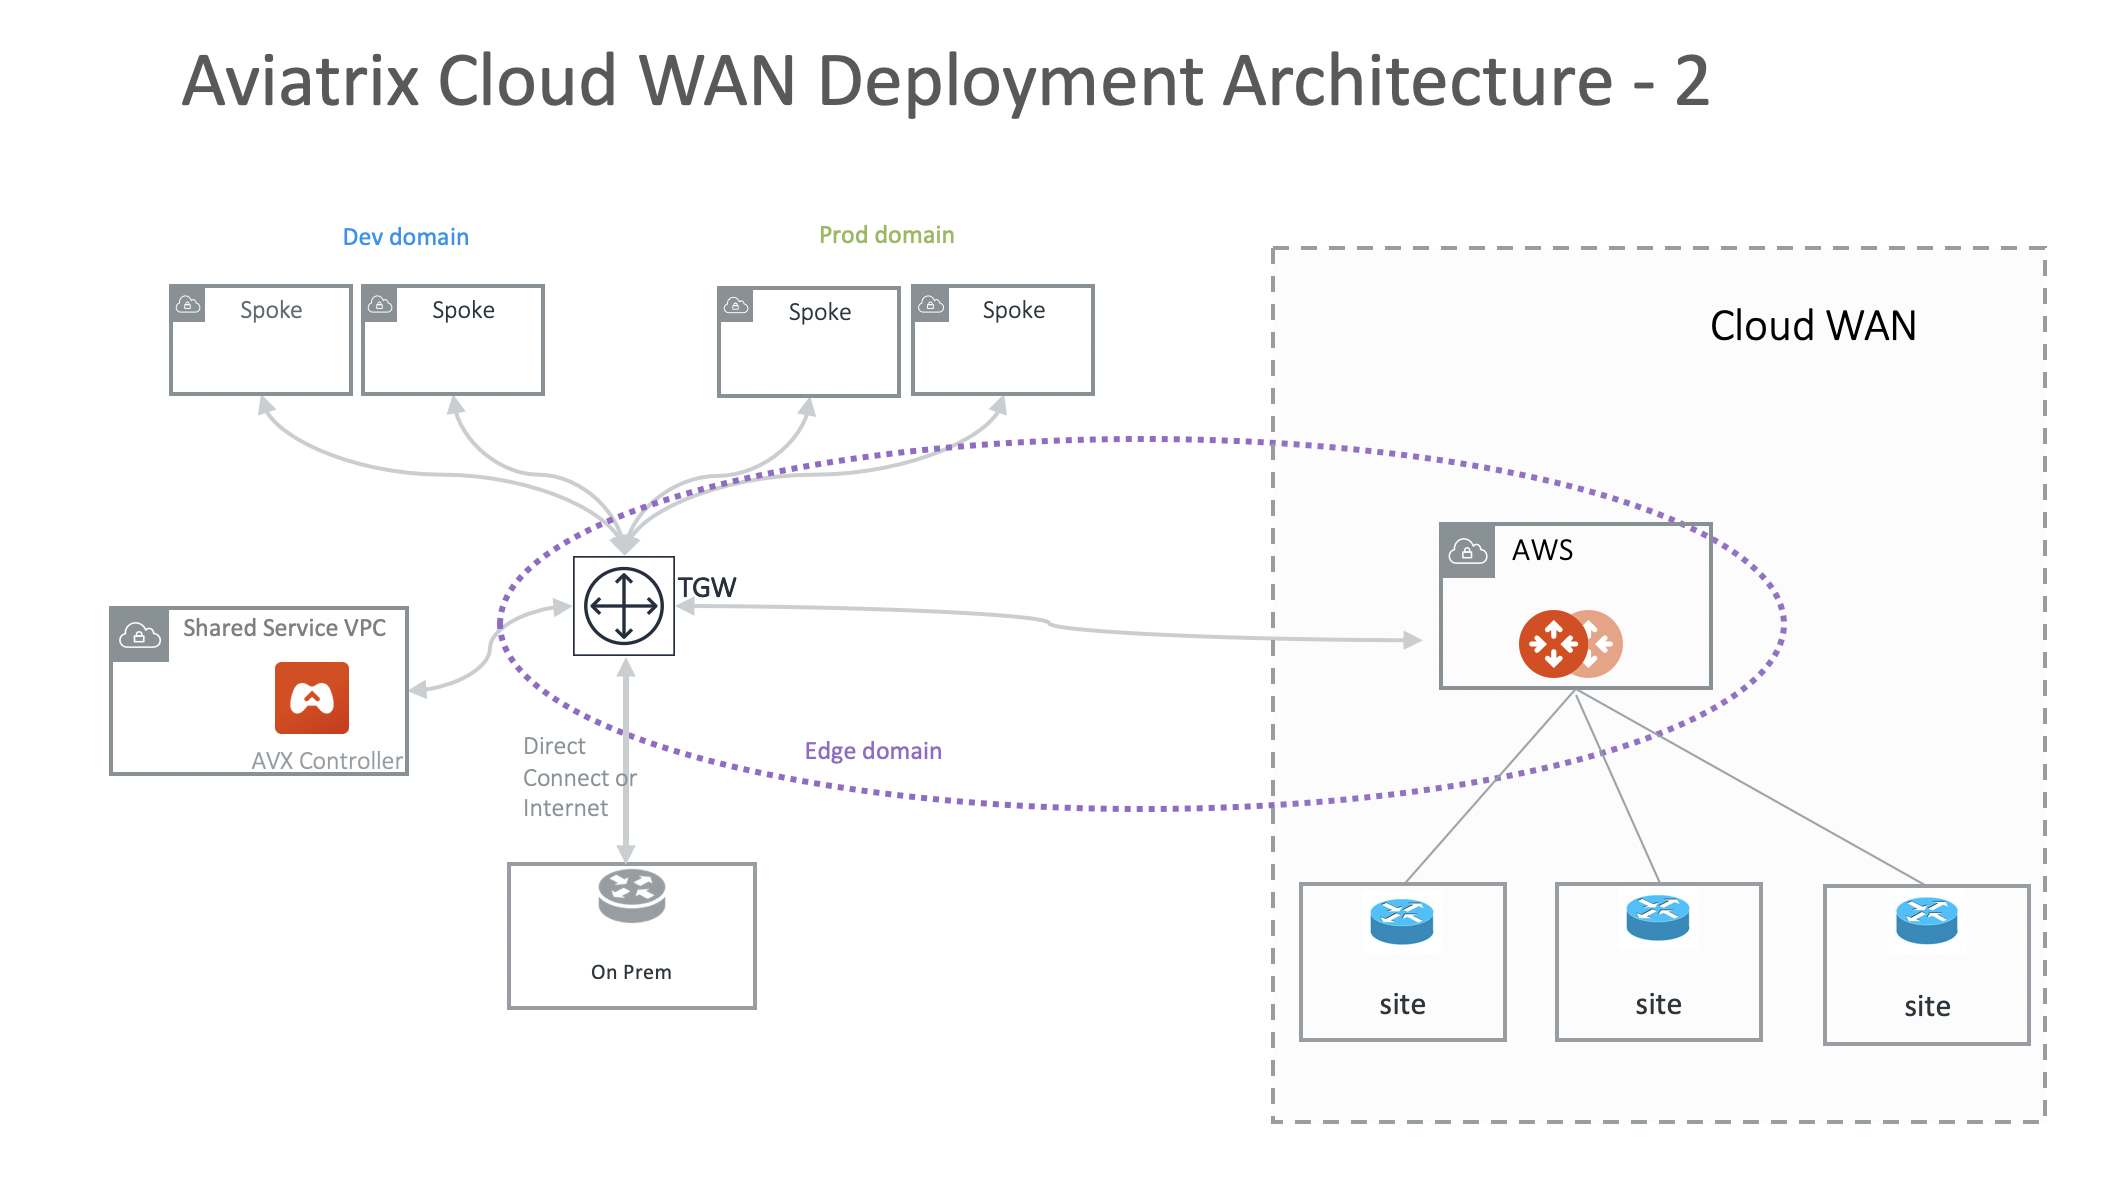 Aviatrix Cloud WAN Deployment Architecture - 2
Dev domain
Prod domain
Spoke
Spoke
Spoke
Spoke
Cloud WAN
TGW
AWS
Shared Service VPC
AVX Controller
Edge domain
Direct
Connect or
Internet
On Prem
site
site
site